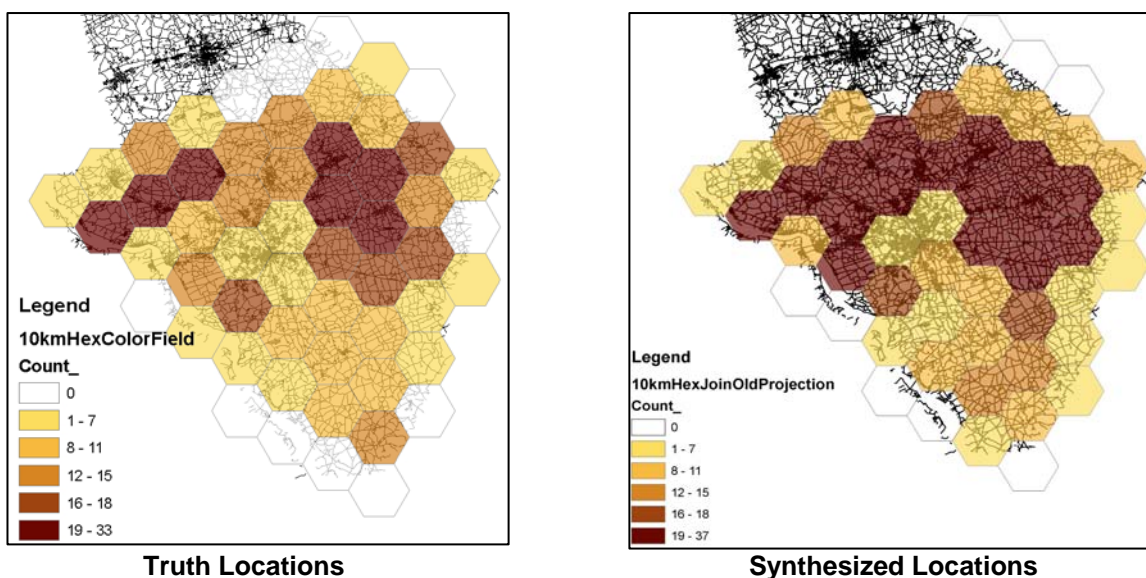 Legend
10kmHexColorField
Count_
0
1 - 7
8 - 11
12 - 15
16 - 18
19 - 33
Truth Locations
Legend
10kmHexJoinOldProjection
Count_
0
1 - 7
8 - 11
12 - 15
16 - 18
19 - 37
Synthesized Locations